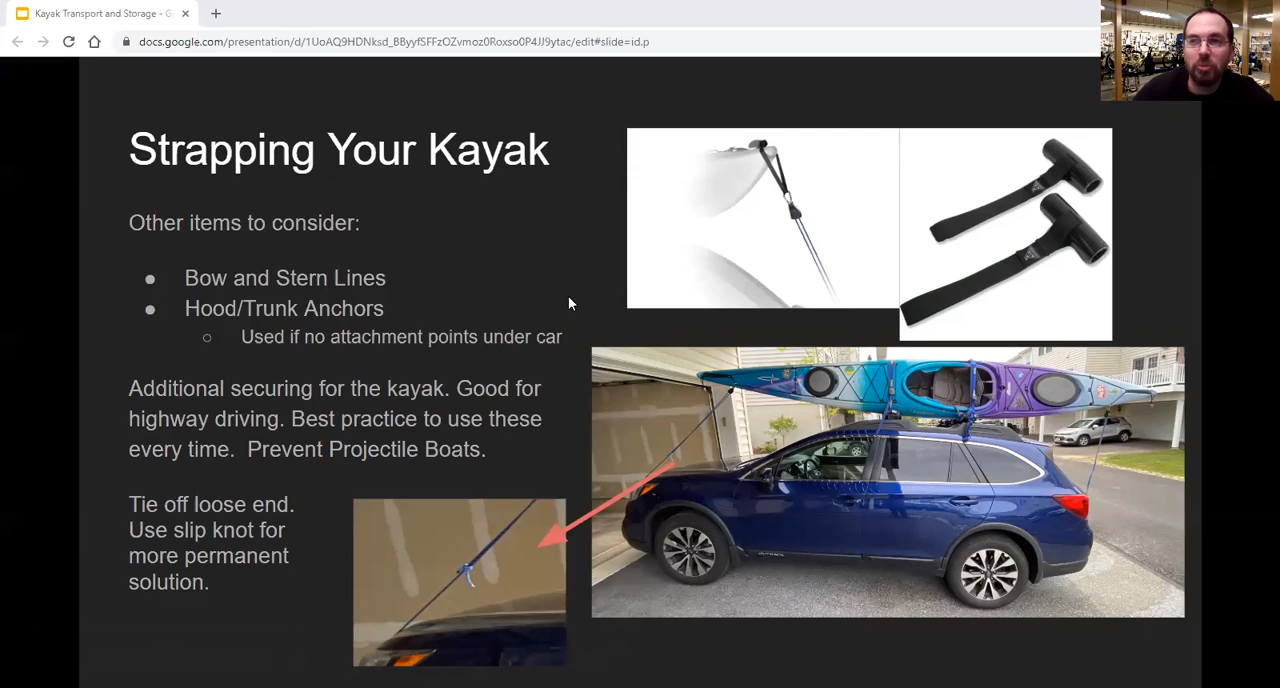 Kayak Transport and Storage - G
docs.google.com/presentation/d/1UoAQ9HDNksd_BByyfSFFzOZvmoz0Roxso0P4JJ9ytac/edit#slide=id.p
Strapping Your Kayak
Other items to consider:
● Bow and Stern Lines
● Hood/Trunk Anchors
○ Used if no attachment points under car
Additional securing for the kayak. Good for
highway driving. Best practice to use these
every time. Prevent Projectile Boats.
Tie off loose end.
Use slip knot for
more permanent
solution.